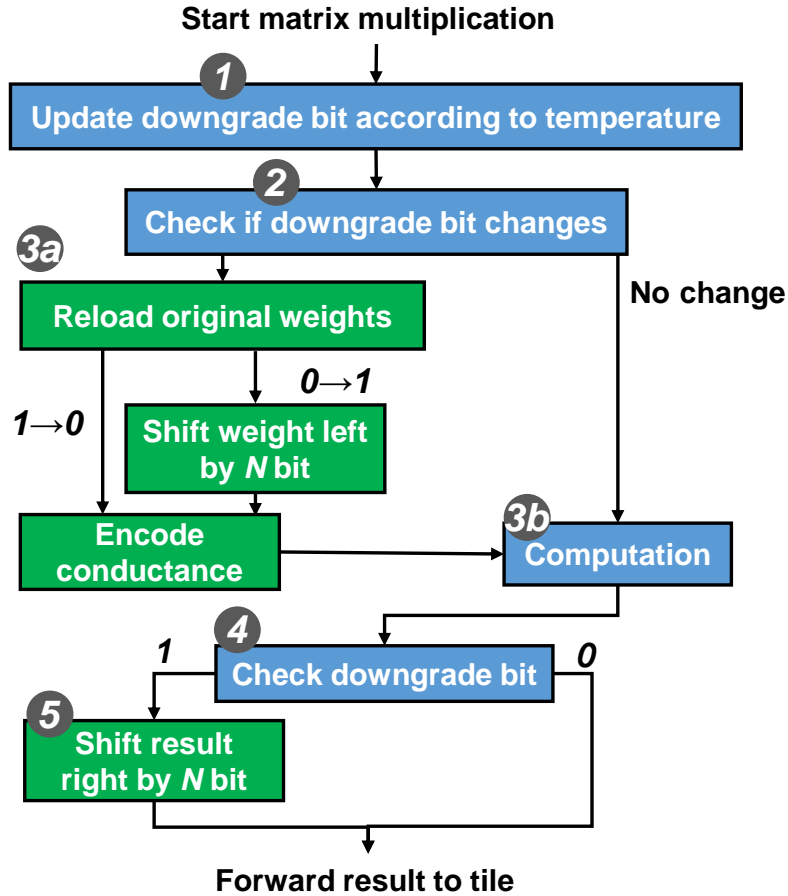 Start matrix multiplication
1
Update downgrade bit according to temperature
2
Check if downgrade bit changes
3a
Reload original weights
No change
0→1
1→0
Shift weight left
by N bit
3b
Encode
conductance
Computation
4
1
0
Check downgrade bit
5
Shift result
right by N bit
Forward result to tile